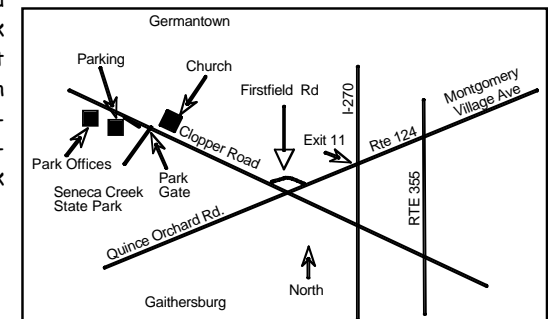 Germantown
Parking
Church
Firstfield Rd
I-270
Montgomery
Village Ave
Exit 11
Rte 124
Clopper Road
Park Offices
Park
Gate
Seneca Creek
State Park
RTE 355
Quince Orchard Rd.
North
Gaithersburg